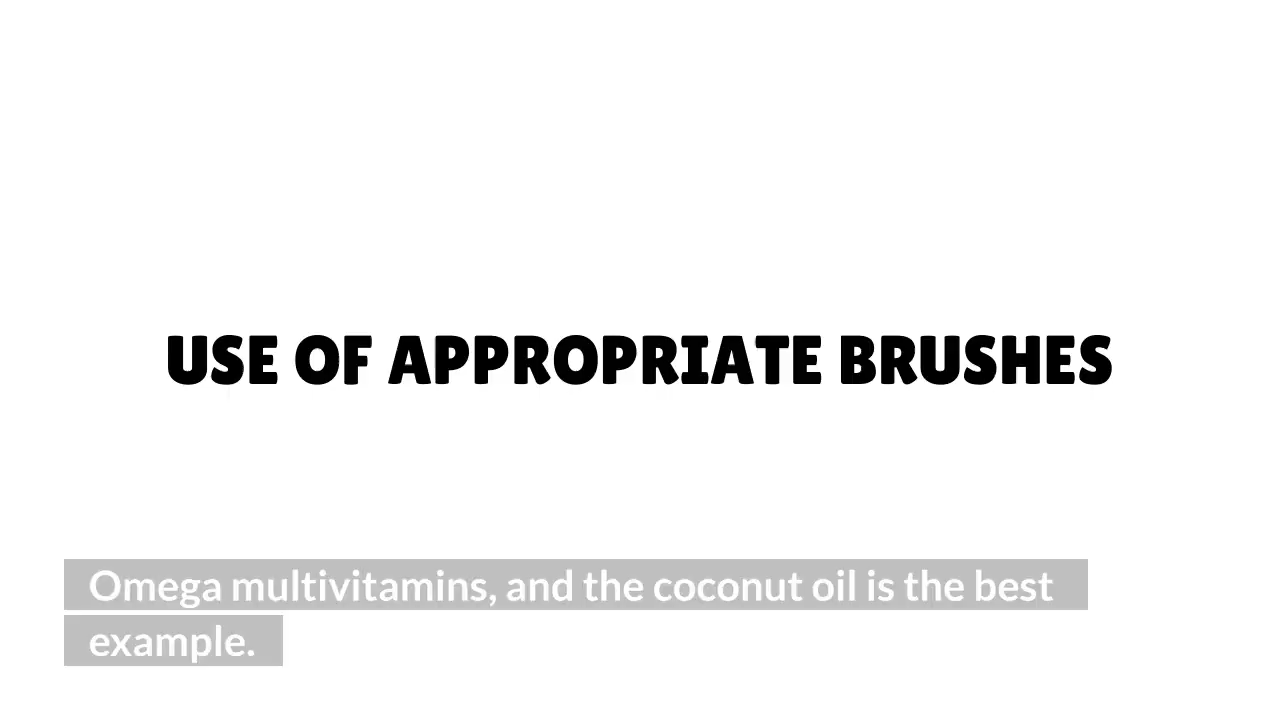 USE OF APPROPRIATE BRUSHES
Omega multivitamins, and the coconut oil is the best
example.